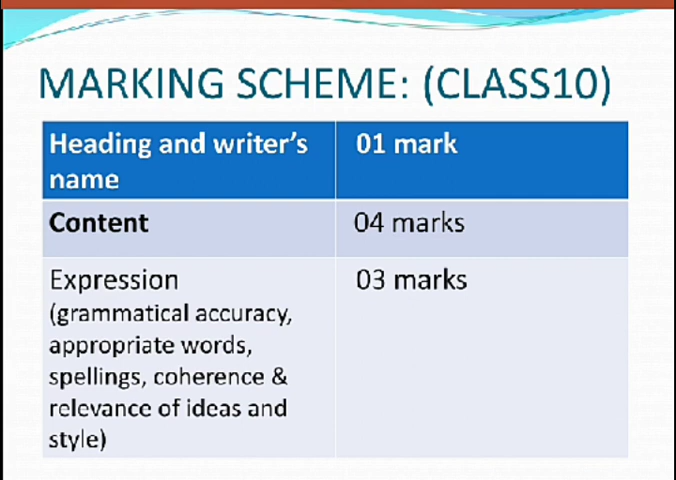 MARKING SCHEME: (CLASS10)
Heading and writer's 01 mark
name
Content 04 marks
Expression 03 marks
(grammatical accuracy,
appropriate words,
spellings, coherence &
relevance of ideas and
style)